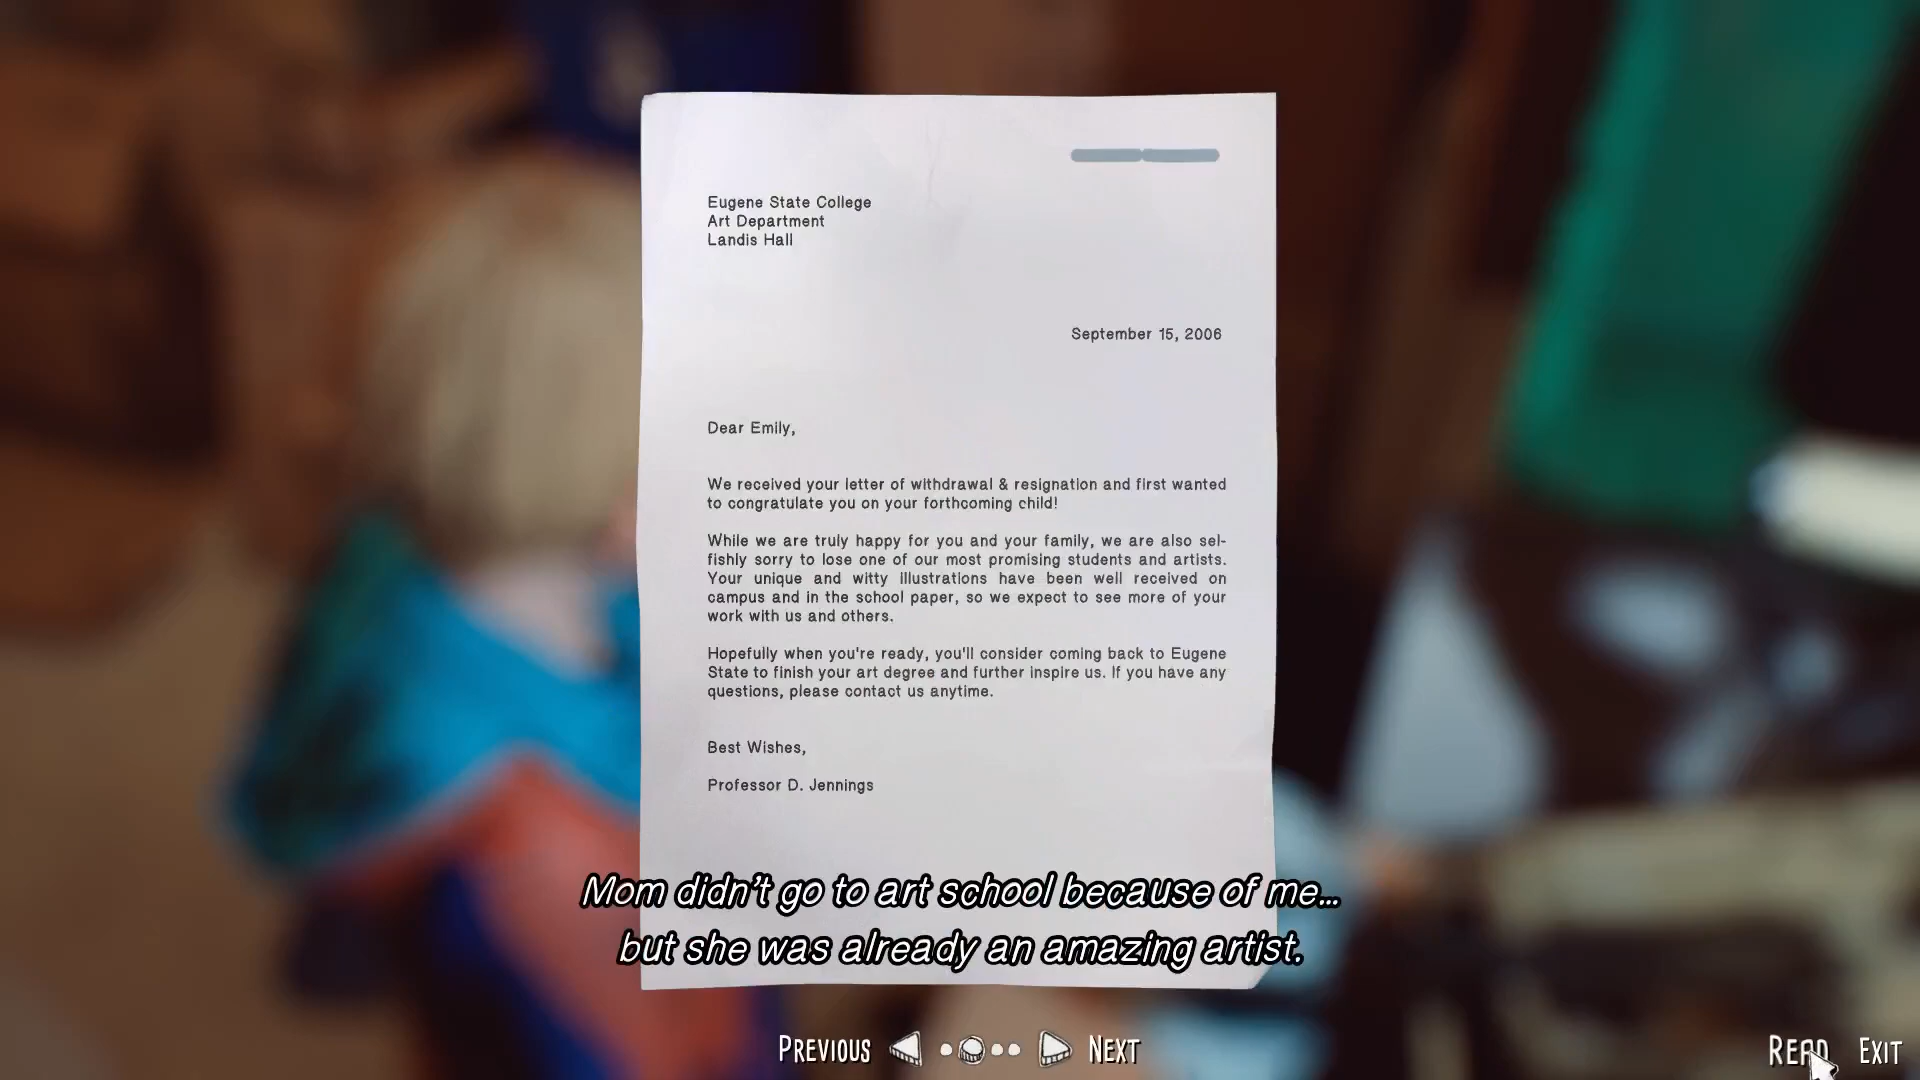 Eugene State College
Art Department
Landis Hall
September 15, 2006
Dear Emily,
We received your letter of withdrawal & resignation and first wanted
to congratulate you on your forthcoming child!
While we are truly happy for you and your family, we are also sel-
fishly sorry to lose one of our most promising students and artists.
Your unique and witty illustrations have been well received on
campus and in the school paper, so we expect to see more of your
work with us and others.
Hopefully when you're ready, you'll consider coming back to Eugene
State to finish your art degree and further inspire us. If you have any
questions, please contact us anytime.
Best Wishes,
Professor D. Jennings
Mom didn't go to art school because of me...
but she was already an amazing artist.
PREVIOUS NEXT
READ EXIT